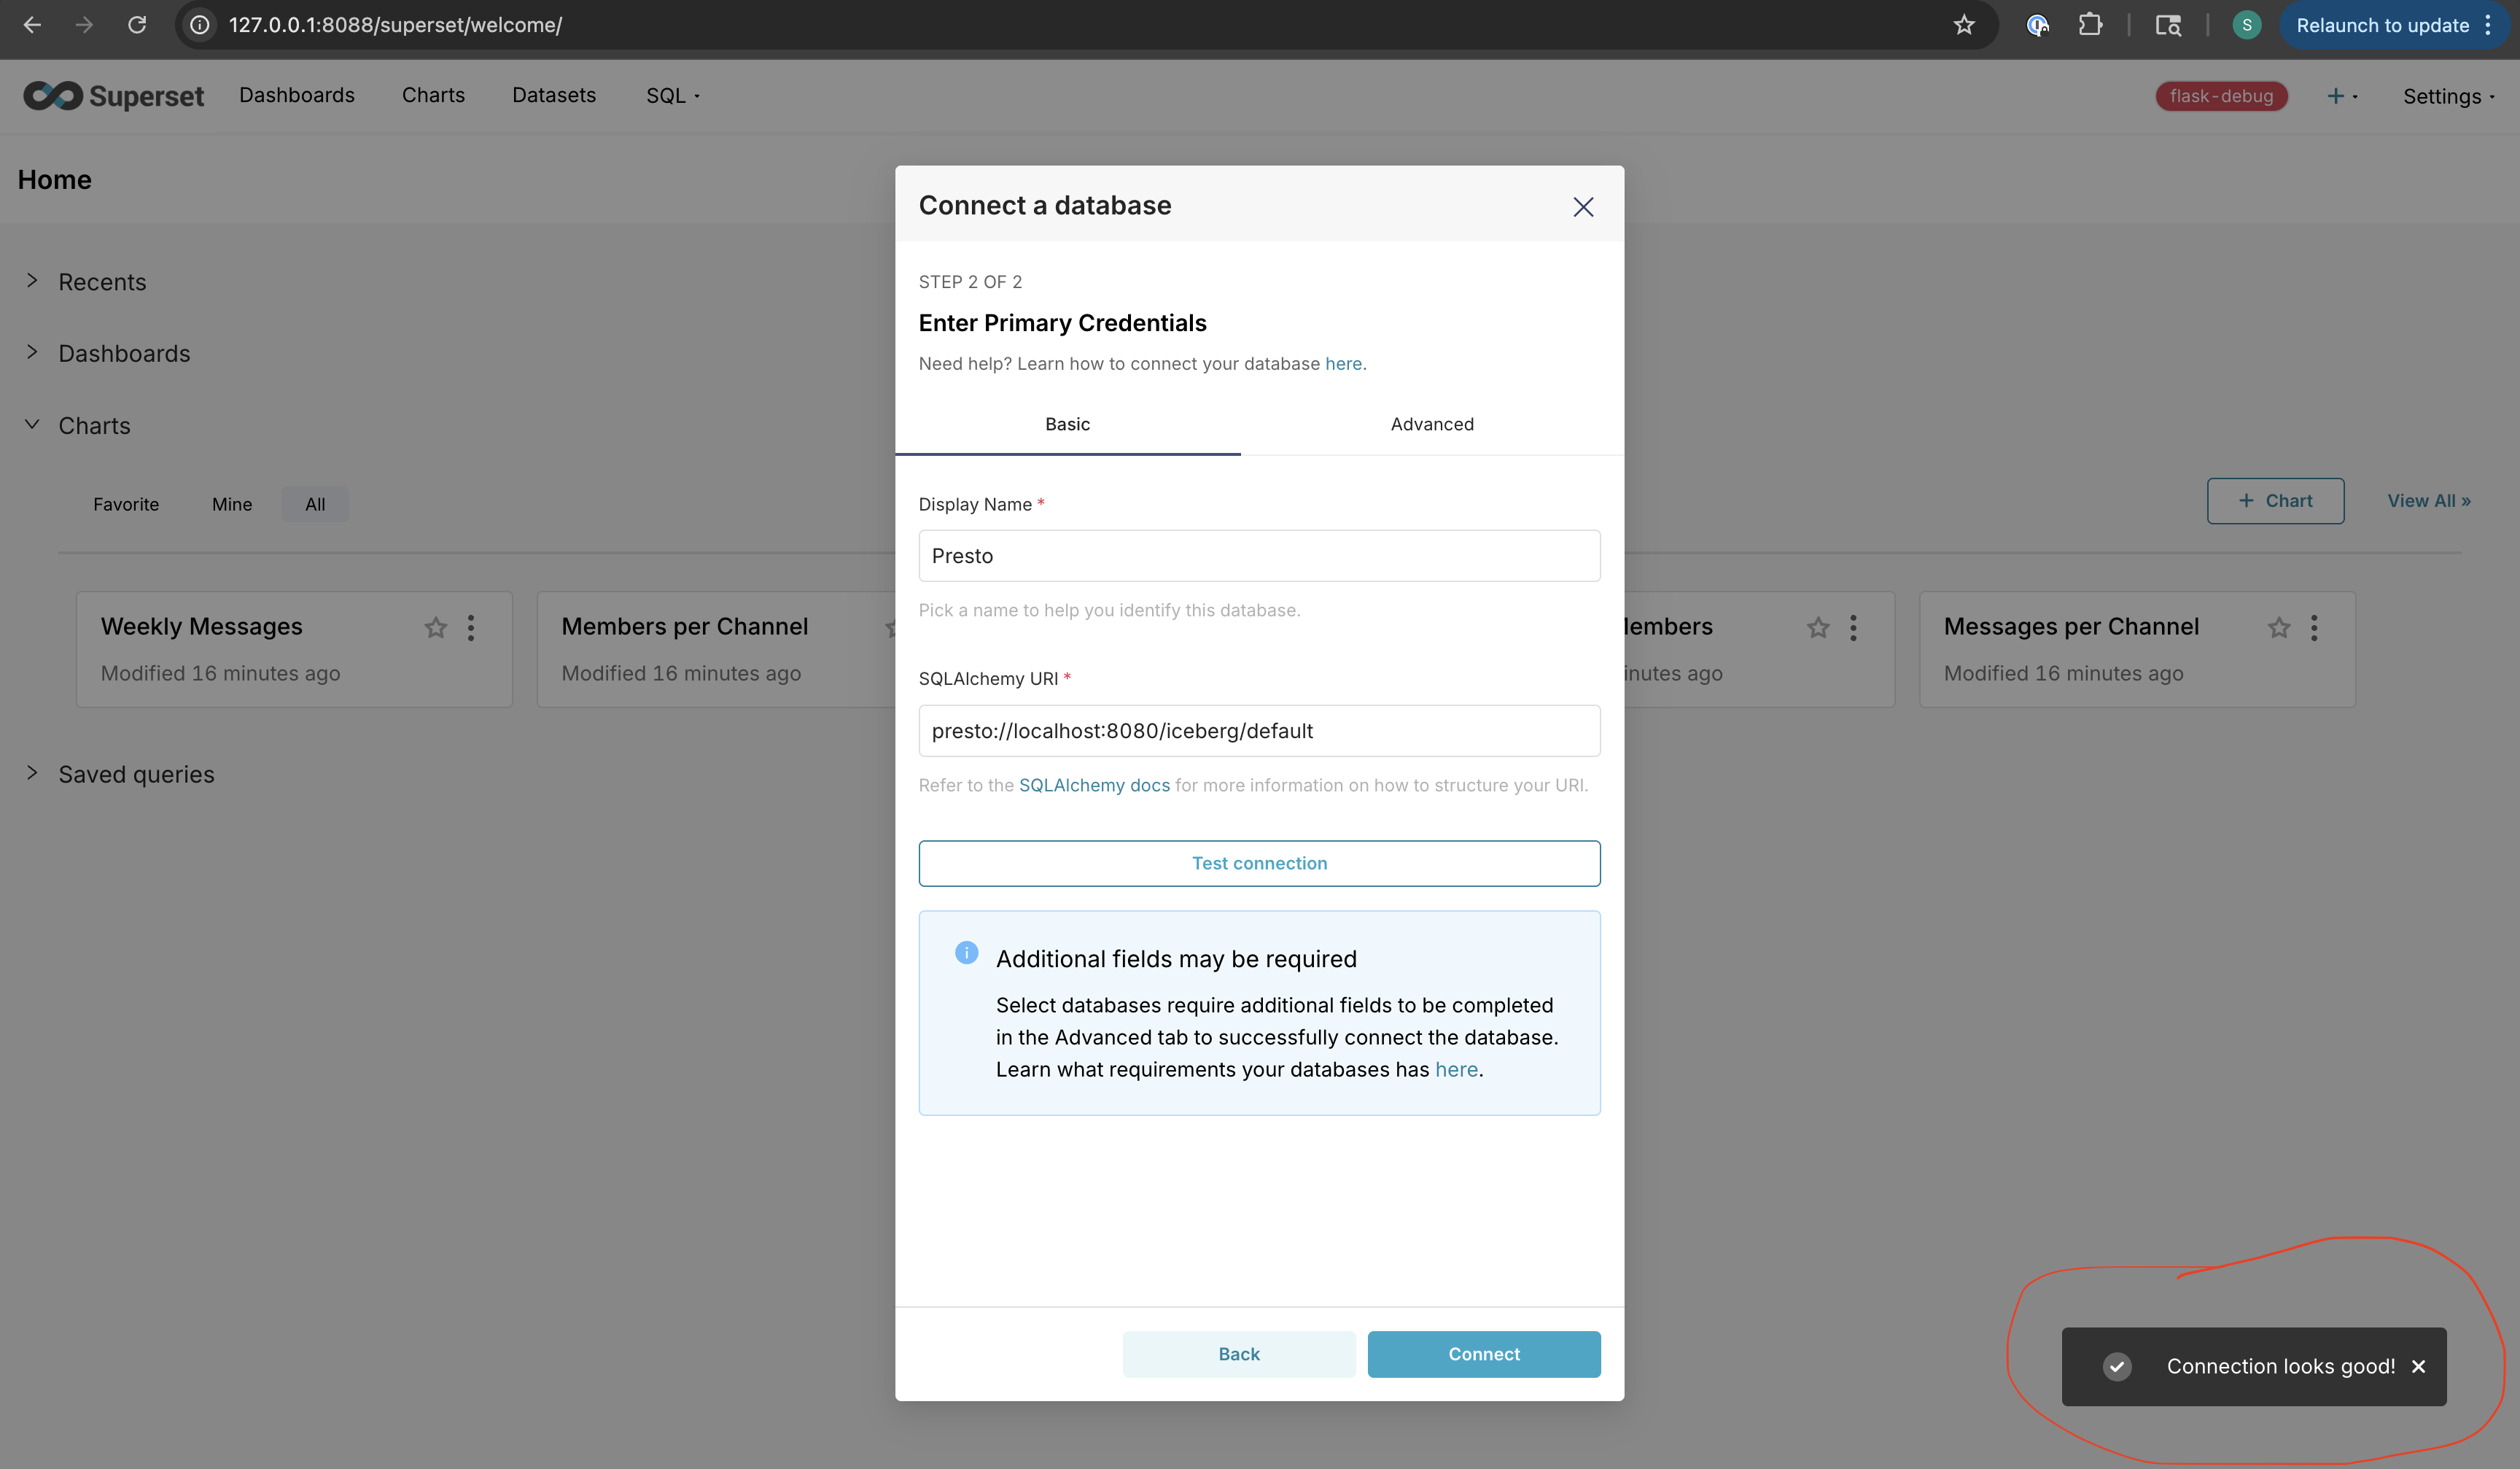 127.0.0.1:8088/superset/welcome/
S
Relaunch to update
Superset
Dashboards
Charts
Datasets
SQL
flask-debug
Settings
Home
Recents
Dashboards
Charts
Favorite
Mine
All
+ Chart
View All »
Weekly Messages
Modified 16 minutes ago
Members per Channel
Modified 16 minutes ago
embers
inutes ago
Messages per Channel
Modified 16 minutes ago
Saved queries
Connect a database
STEP 2 OF 2
Enter Primary Credentials
Need help? Learn how to connect your database here.
Basic
Advanced
Display Name *
Presto
Pick a name to help you identify this database.
SQLAlchemy URI *
presto://localhost:8080/iceberg/default
Refer to the SQLAlchemy docs for more information on how to structure your URI.
Test connection
Additional fields may be required
Select databases require additional fields to be completed
in the Advanced tab to successfully connect the database.
Learn what requirements your databases has here.
Back
Connect
Connection looks good!